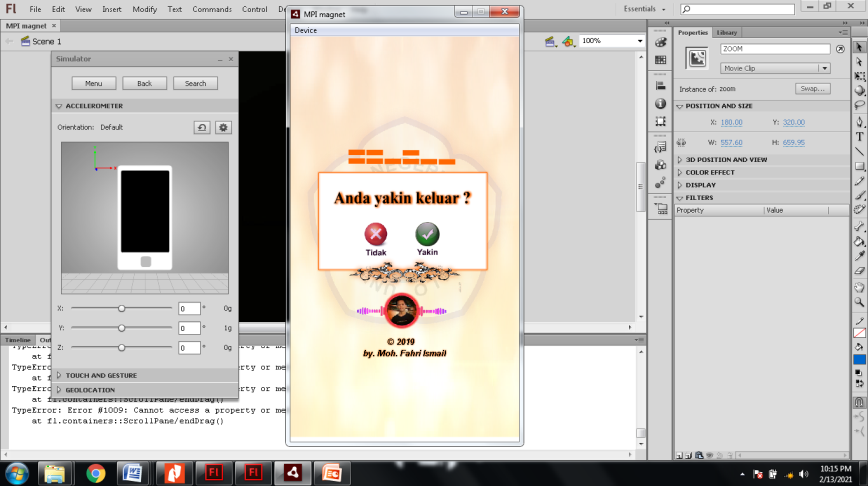 Fl File Edit View Insert Modify Text Commands Control
Essentials
MPI magnet ×
Scene 1
100%
Simulator
Menu Back Search
ACCELEROMETER
Orientation: Default
X: 0 ° 0g
Y: 0 ° 1g
Z: 0 ° 0g
TOUCH AND GESTURE
GEOLOCATION
MPI magnet
Device
Anda yakin keluar ?
Tidak Yakin
© 2019
by. Moh. Fahri Ismail
Properties Library
ZOOM
Movie Clip
Instance of: zoom Swap...
POSITION AND SIZE
X: 180.00 Y: 320.00
W: 557.60 H: 659.95
3D POSITION AND VIEW
COLOR EFFECT
DISPLAY
FILTERS
Property Value
Timeline
at fl.containers::ScrollPane/endDrag()
TypeError: Error #1009: Cannot access a property or me
at fl.containers::ScrollPane/endDrag()
10:15 PM
2/13/2021